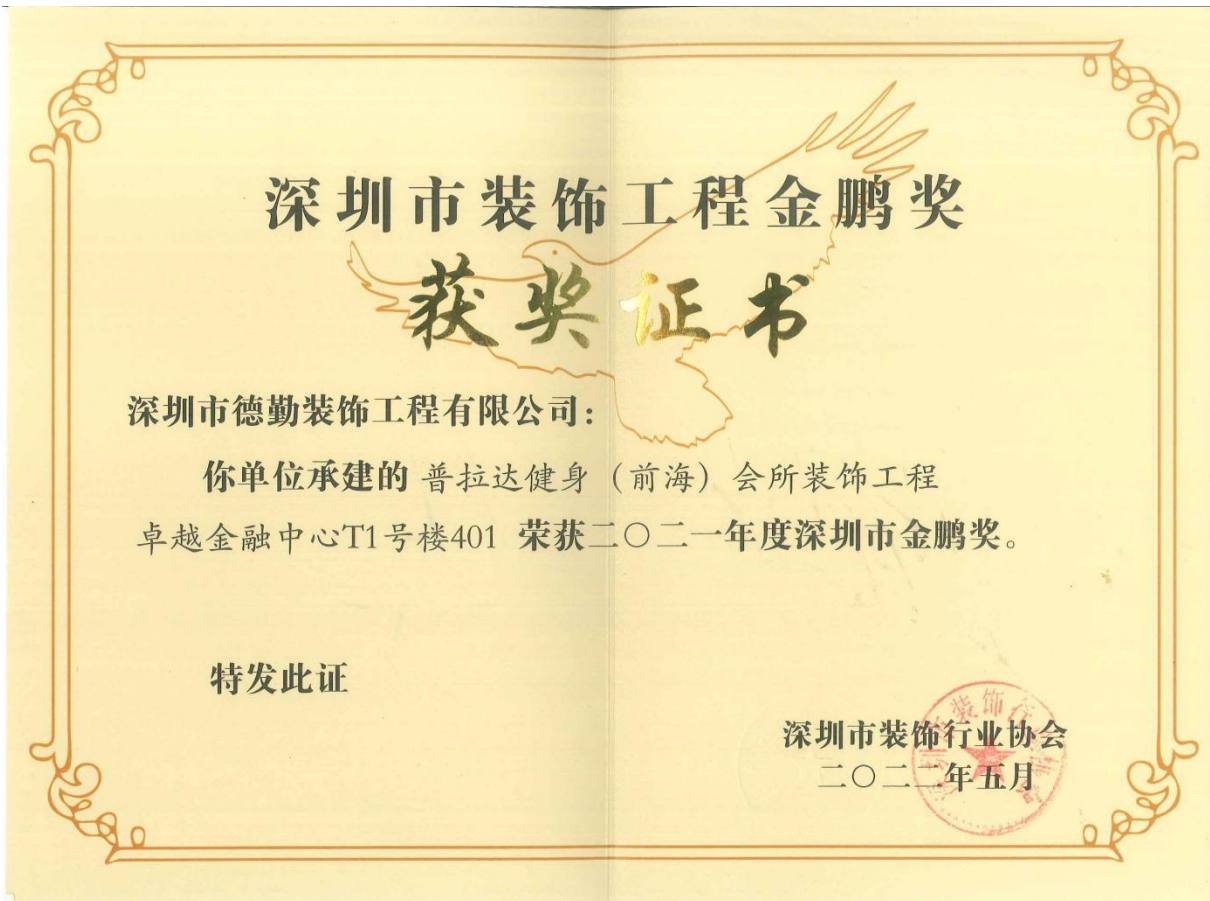 深圳市装饰工程金鹏奖
获奖证书
深圳市德勤装饰工程有限公司：
你单位承建的 普拉达健身（前海）会所装饰工程
卓越金融中心T1号楼401 荣获二〇二一年度深圳市金鹏奖。
特发此证
深圳市装饰行业协会
二〇二二年五月